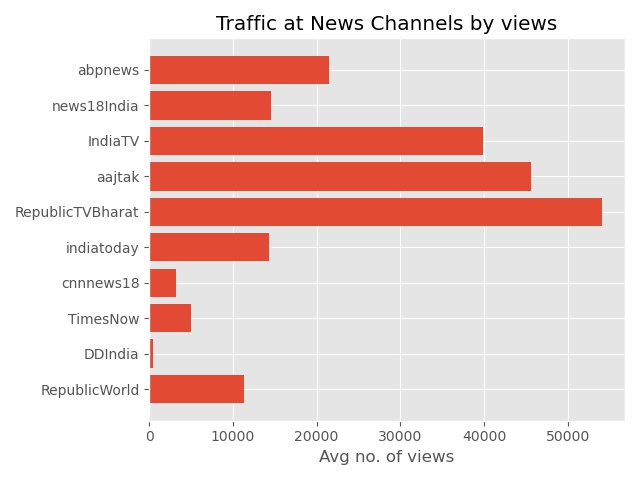 Traffic at News Channels by views
abpnews
news18India
IndiaTV
aajtak
RepublicTVBharat
indiatoday
cnnnews18
TimesNow
DDIndia
RepublicWorld
0 10000 20000 30000 40000 50000
Avg no. of views